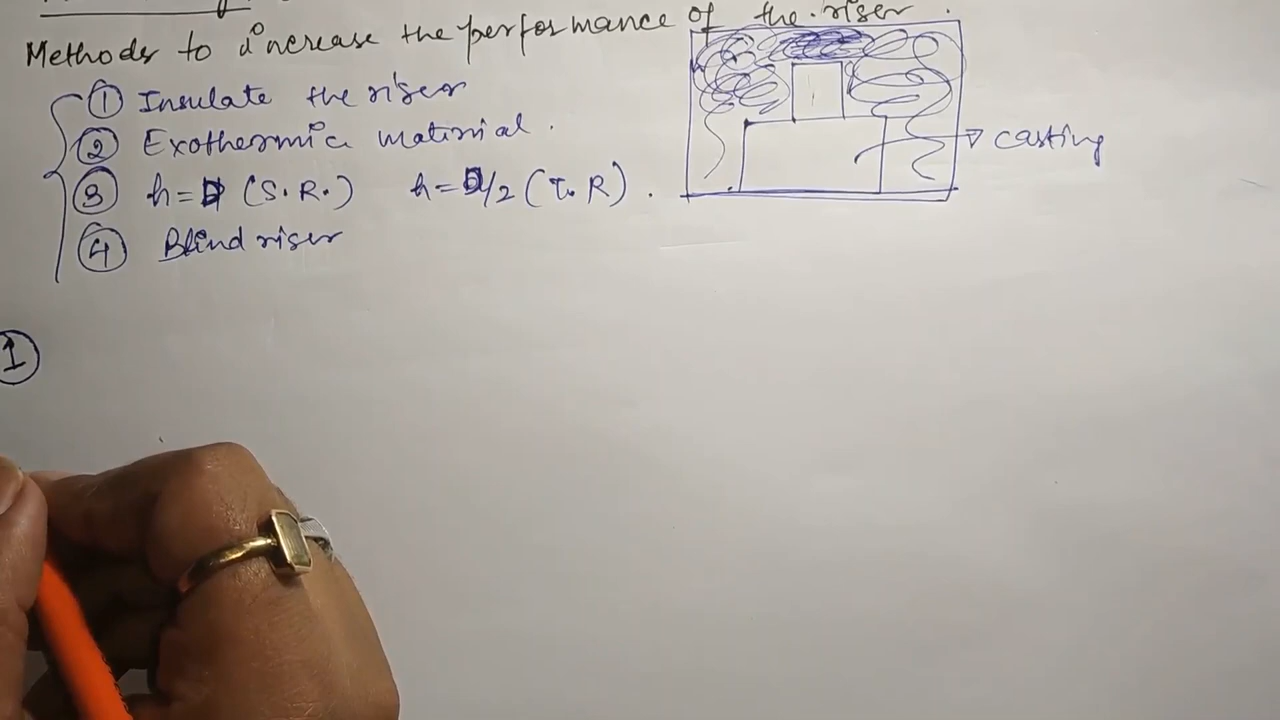 Methods to increase the performance of the riser.
① Insulate the riser
② Exothermic material.
③ h=D (S.R.) h=D/2 (T.R).
④ Blind riser
casting
①